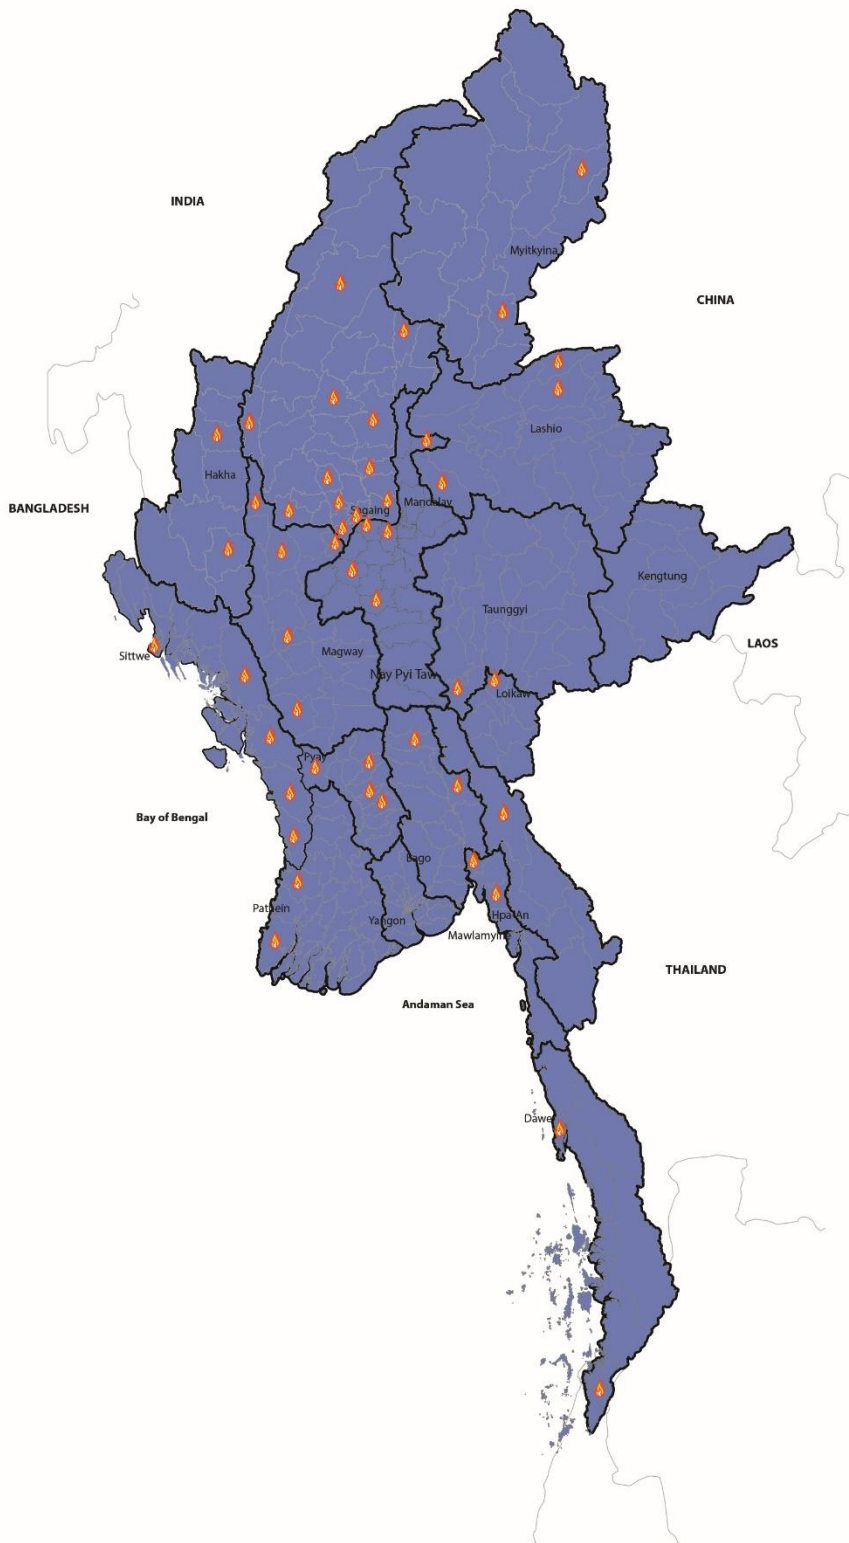 INDIA
Myitkyina
CHINA
Lashio
Hakha
Mandalay
BANGLADESH
Sagaing
Kengtung
Taunggyi
LAOS
Sittwe
Magway
Nay Pyi Taw
Loikaw
Pyay
Bay of Bengal
Bago
Pathein
Hpa-An
Yangon
Mawlamyine
THAILAND
Andaman Sea
Dawei